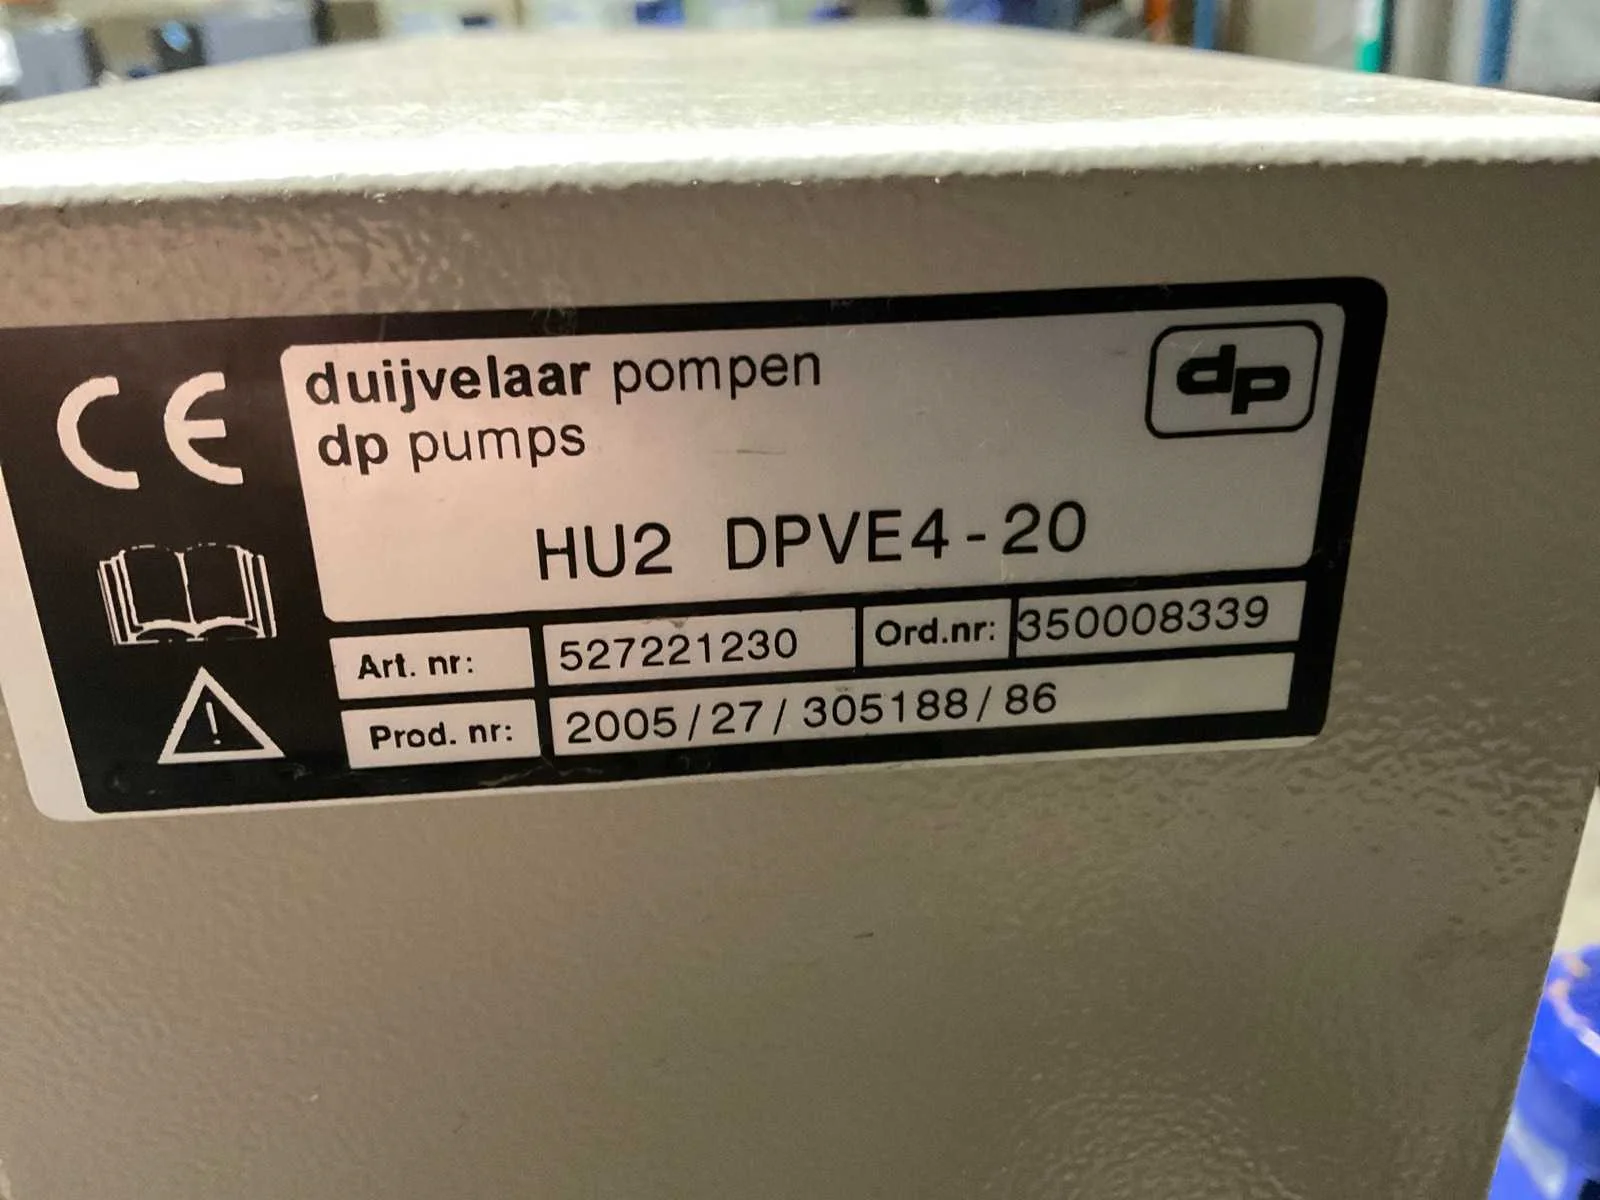 CE
duijvelaar pompen
dp pumps
dp
HU2 DPVE4-20
Art. nr: 527221230 Ord.nr: 350008339
Prod. nr: 2005/27/305188/86